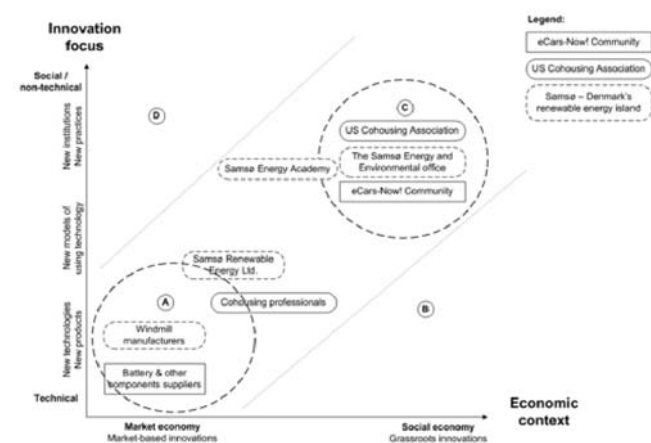 Innovation
focus
Legend:
eCars-Now! Community
US Cohousing Association
Samsø – Denmark's
renewable energy island
Social /
non-technical
New institutions
New practices
New models of
using technology
New technologies
New products
Technical
D
C
US Cohousing Association
The Samsø Energy and
Environmental office
eCars-Now! Community
Samsø Energy Academy
Samsø Renewable
Energy Ltd.
A
Cohousing professionals
B
Windmill
manufacturers
Battery & other
components suppliers
Economic
context
Market economy
Market-based innovations
Social economy
Grassroots innovations